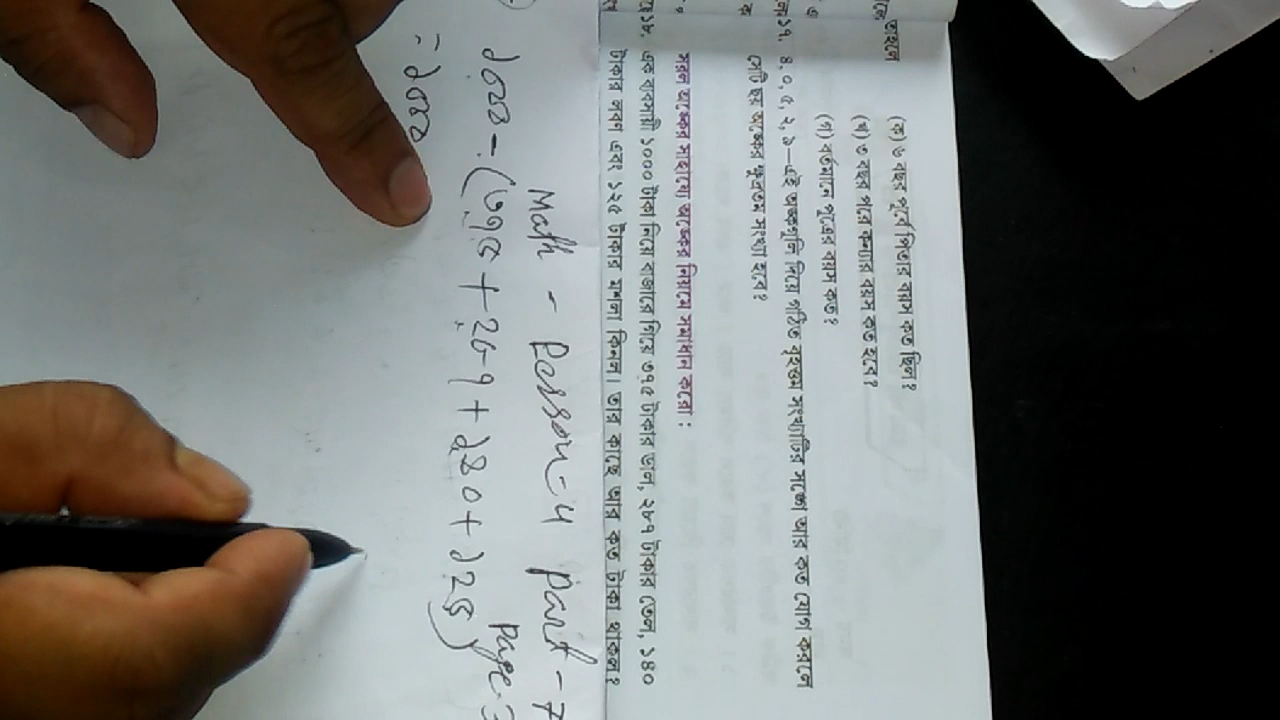 (ক) ৬ বছর পূর্বে পিতার বয়স কত ছিল?
(খ) ৩ বছর পরে কন্যার বয়স কত হবে?
(গ) বর্তমানে পুত্রের বয়স কত?
১৭. ৪, ০, ৫, ২, ৯—এই অঙ্কগুলি দিয়ে গঠিত বৃহত্তম সংখ্যাটির সঙ্গে আর কত যোগ করলে
সেটি ছয় অঙ্কের ক্ষুদ্রতম সংখ্যা হবে?
সরল অঙ্কের সাহায্যে অঙ্কের নিয়মে সমাধান করো :
১৮. এক ব্যবসায়ী ১০০০ টাকা নিয়ে বাজারে গিয়ে ৩৭৫ টাকার ডাল, ২৮৭ টাকার তেল, ১৪০
টাকার লবণ এবং ১২৫ টাকার মশলা কিনল। তার কাছে আর কত টাকা থাকল?
Math - Lesson-4 Part-7
Page-3
১০০০ - (৩৭৫ + ২৮৭ + ১৪০ + ১২৫)
= ১০০০